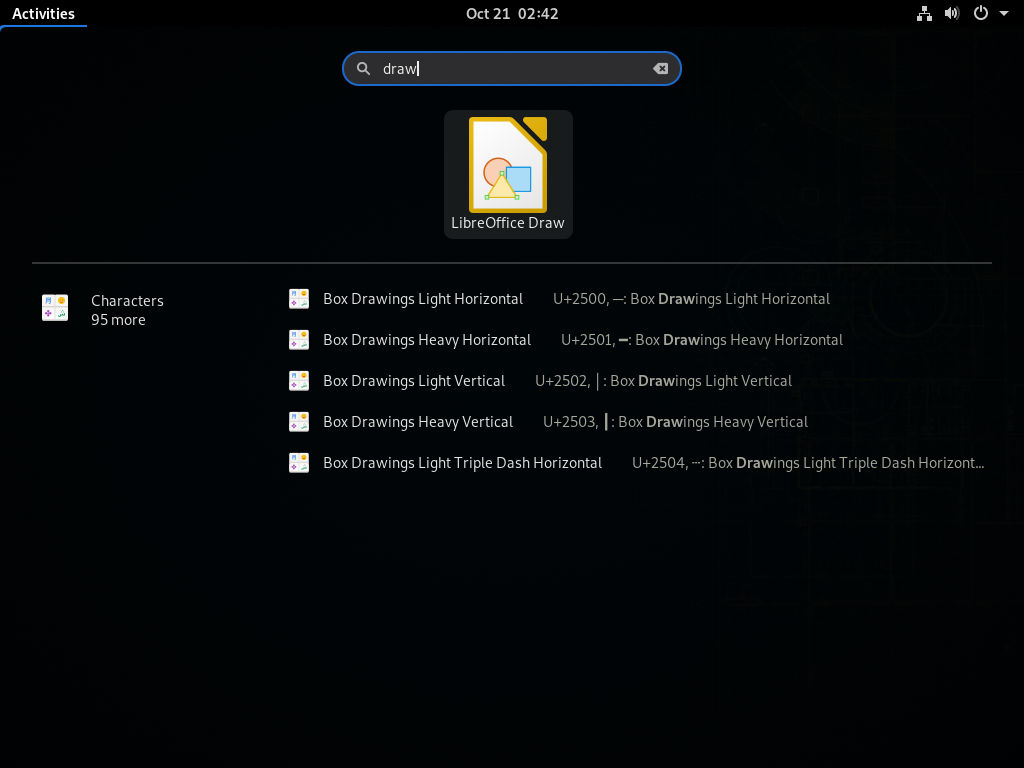 Activities
Oct 21 02:42
draw
LibreOffice Draw
Characters
95 more
Box Drawings Light Horizontal U+2500, ─: Box Drawings Light Horizontal
Box Drawings Heavy Horizontal U+2501, ━: Box Drawings Heavy Horizontal
Box Drawings Light Vertical U+2502, │: Box Drawings Light Vertical
Box Drawings Heavy Vertical U+2503, ┃: Box Drawings Heavy Vertical
Box Drawings Light Triple Dash Horizontal U+2504, ┄: Box Drawings Light Triple Dash Horizont...